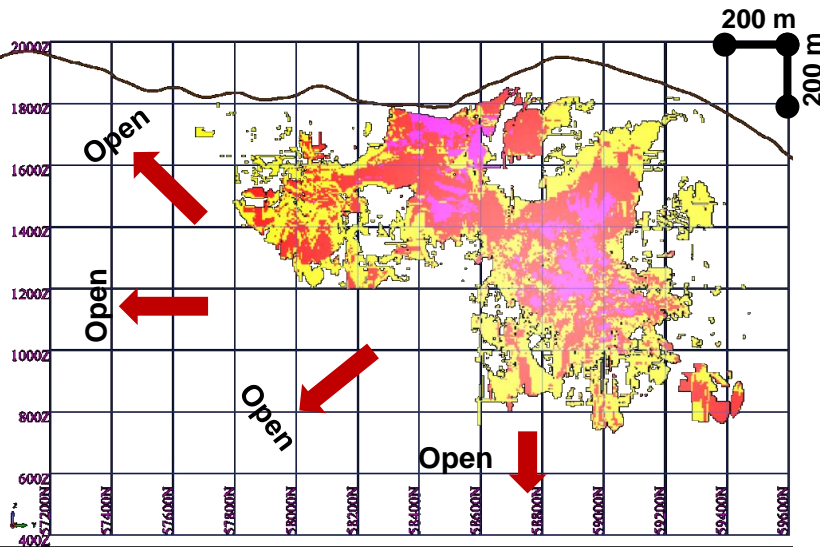 200 m
200 m
2000Z
1800Z
1600Z
1400Z
1200Z
1000Z
800Z
600Z
400Z
Open
Open
Open
Open
57200N
57400N
57600N
57800N
58000N
58200N
58400N
58600N
58800N
59000N
59200N
59400N
59600N
Z
Y